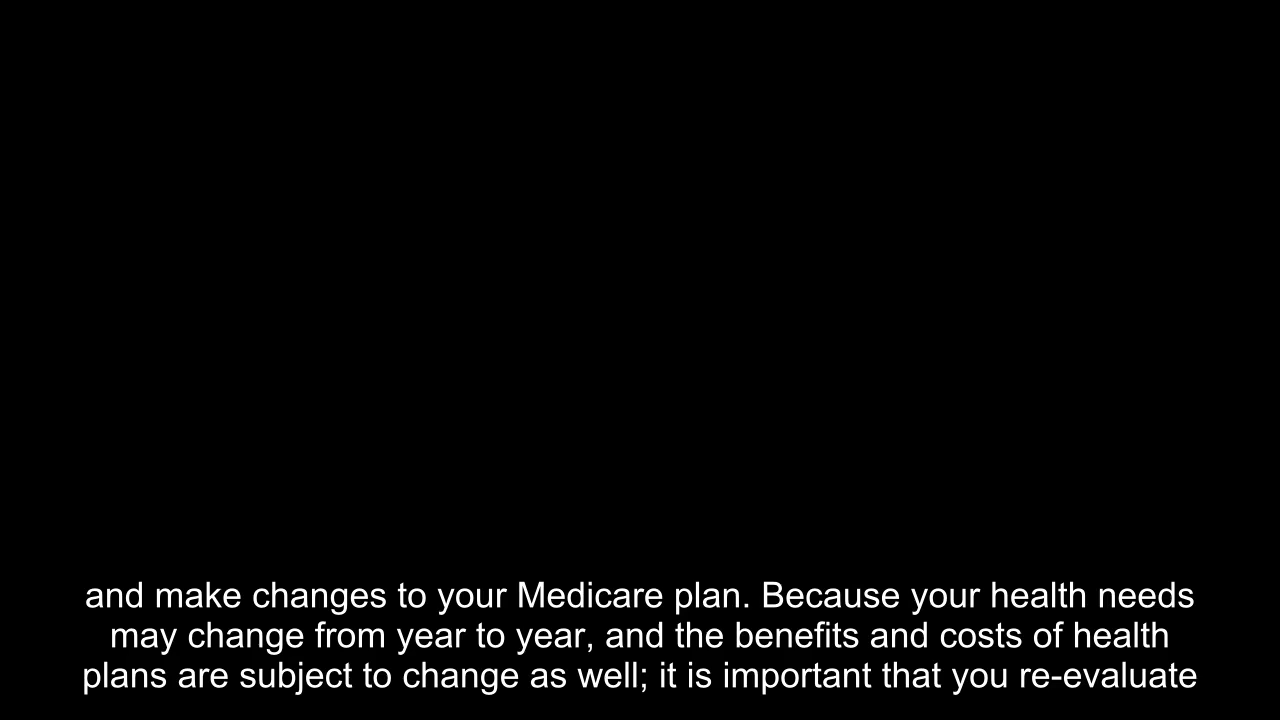 and make changes to your Medicare plan. Because your health needs
may change from year to year, and the benefits and costs of health
plans are subject to change as well; it is important that you re-evaluate